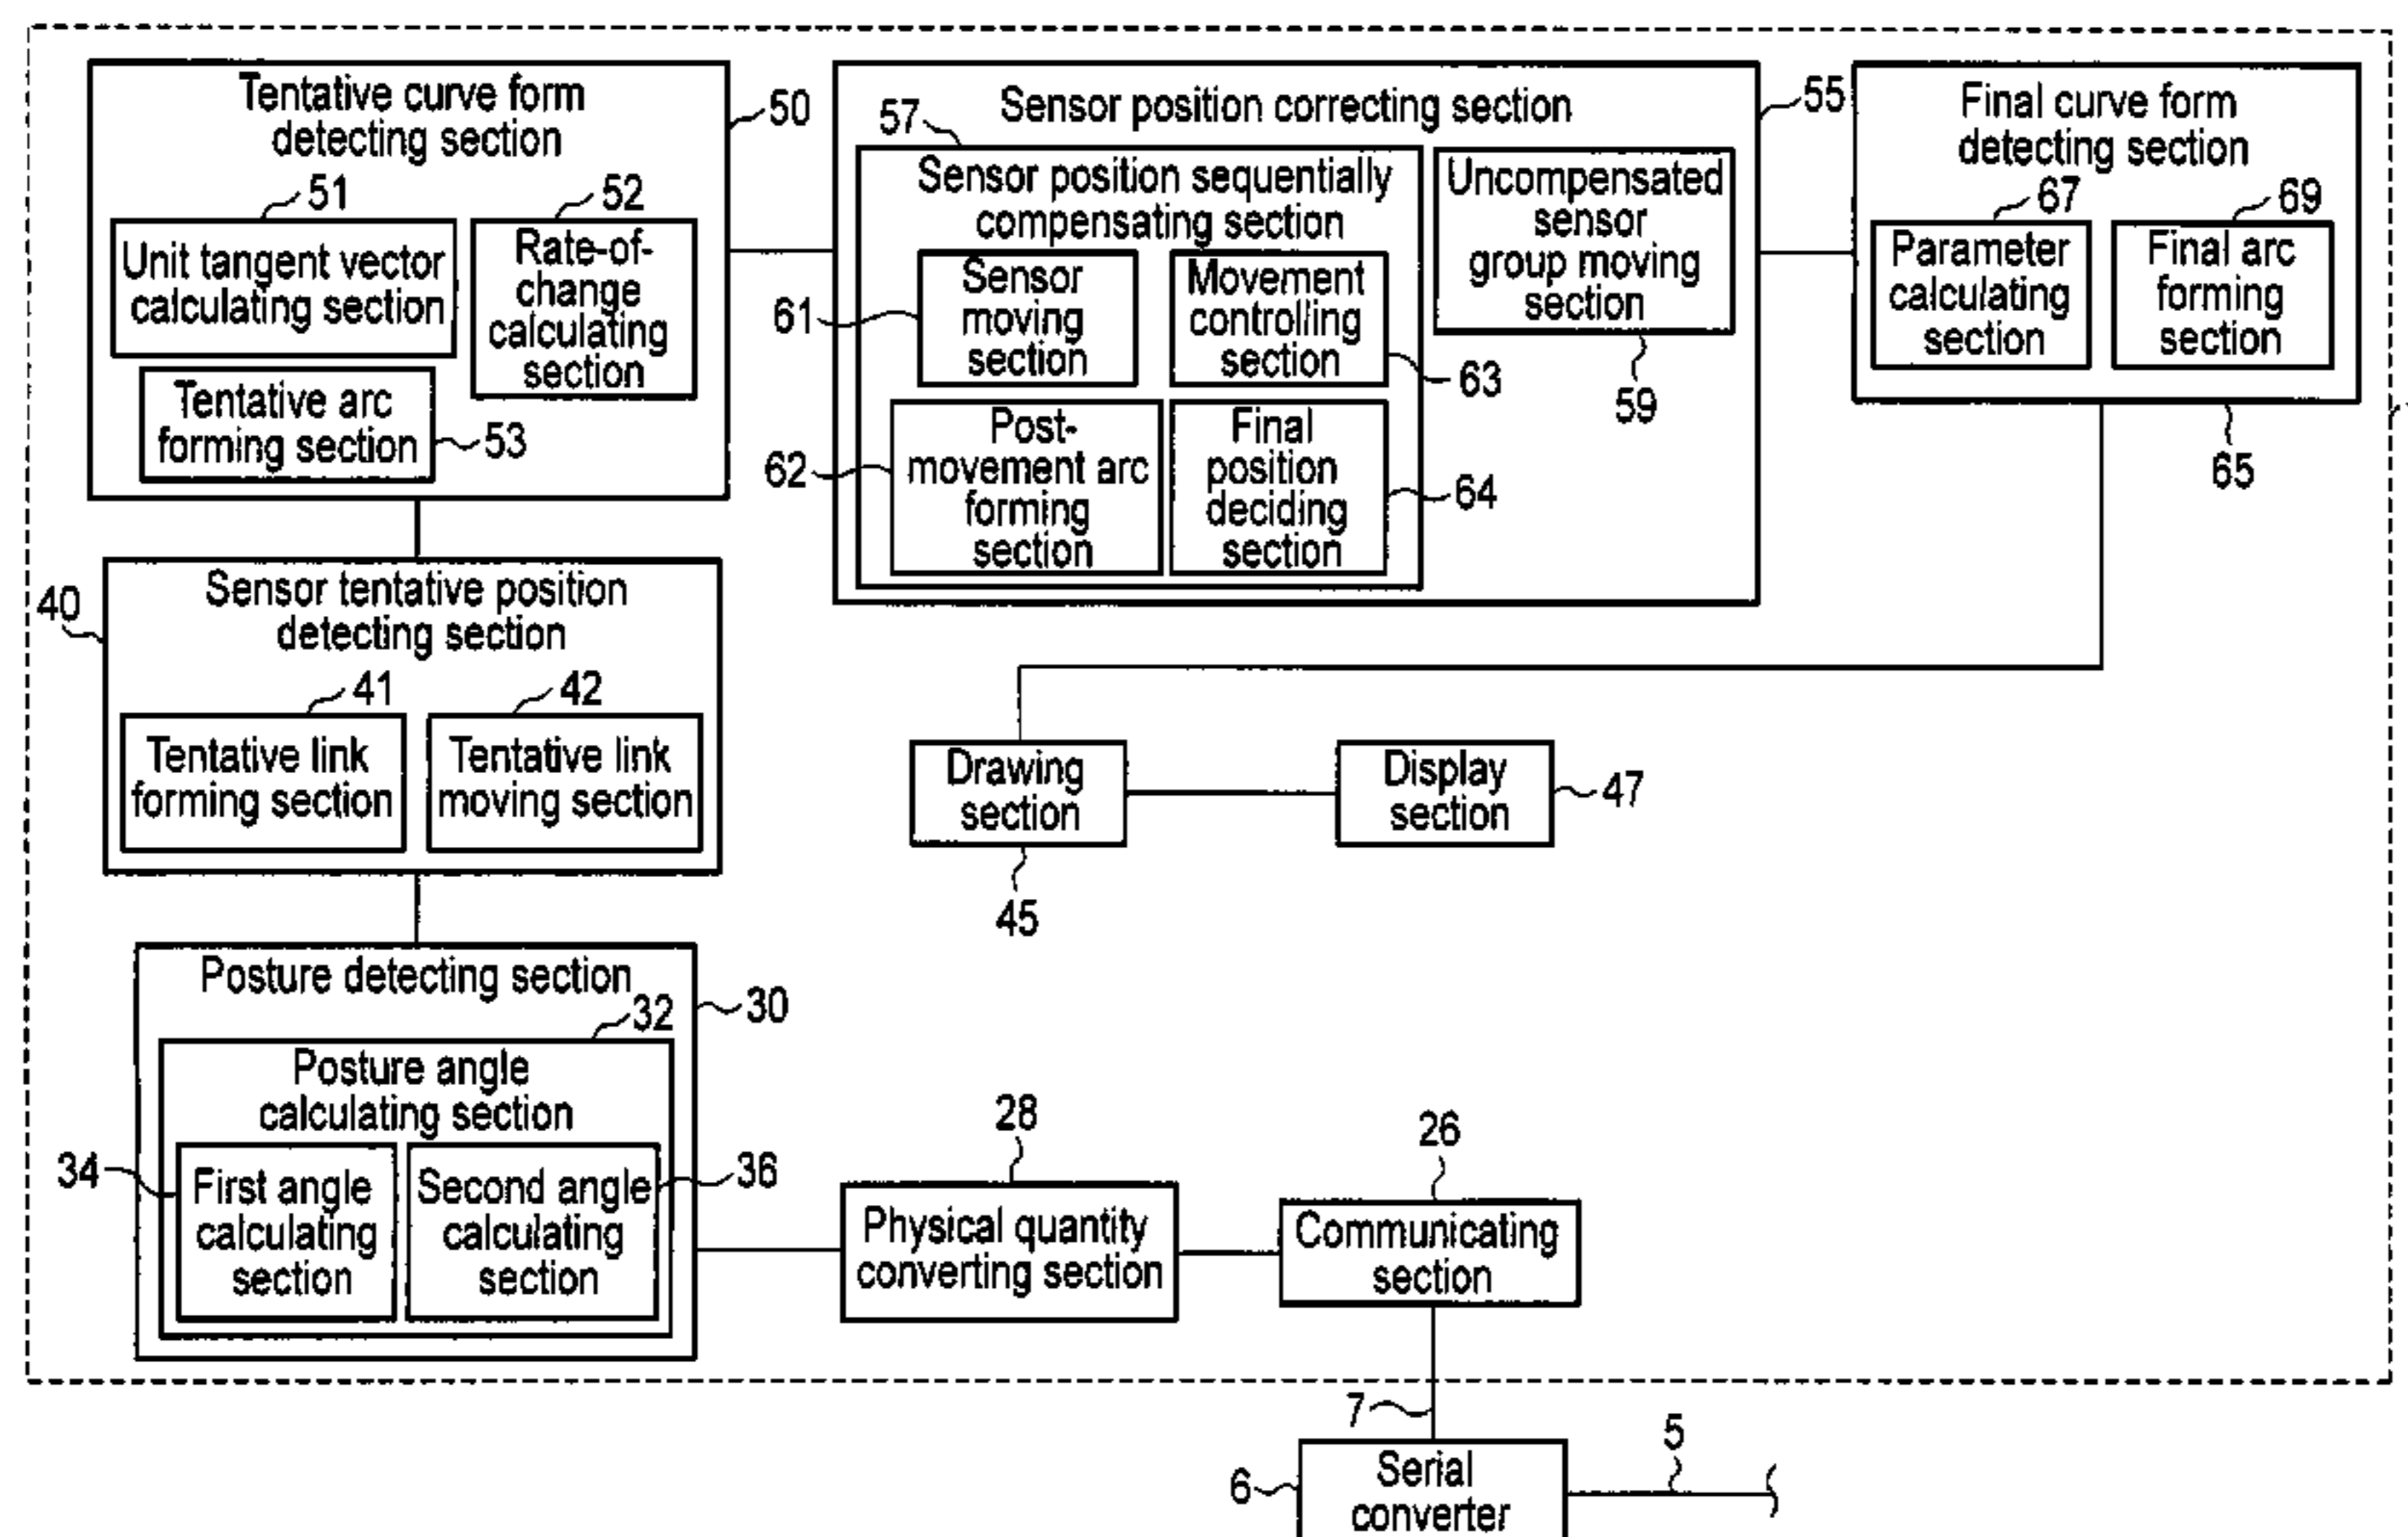 Tentative curve form
detecting section
50
51
Unit tangent vector
calculating section
52
Rate-of-
change
calculating
section
Tentative arc
forming section
53
Sensor position correcting section
55
57
Sensor position sequentially
compensating section
61
Sensor
moving
section
Movement
controlling
section
63
62
Post-
movement arc
forming
section
Final
position
deciding
section
64
Uncompensated
sensor
group moving
section
59
Final curve form
detecting section
67
Parameter
calculating
section
69
Final arc
forming
section
65
40
Sensor tentative position
detecting section
41
Tentative link
forming section
42
Tentative link
moving section
Drawing
section
45
Display
section
47
Posture detecting section
30
32
Posture angle
calculating section
34
First angle
calculating
section
Second angle
calculating
section
36
28
Physical quantity
converting section
26
Communicating
section
7
6
Serial
converter
5